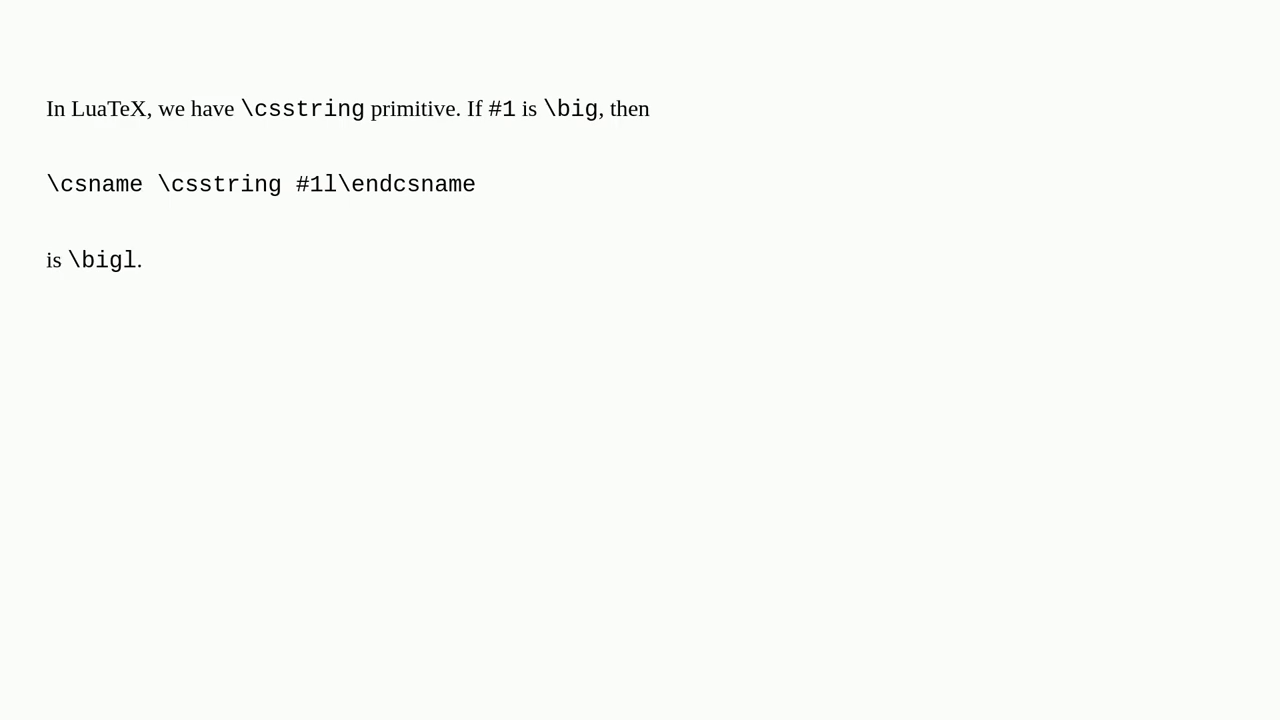 In LuaTeX, we have \csstring primitive. If #1 is \big, then
\csname \csstring #1l\endcsname
is \bigl.